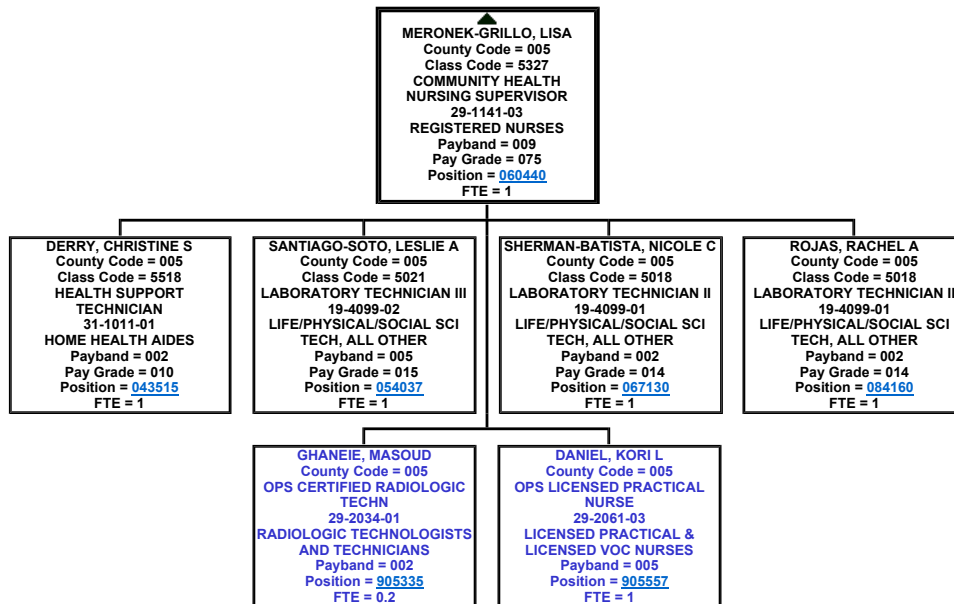 MERONEK-GRILLO, LISA
County Code = 005
Class Code = 5327
COMMUNITY HEALTH
NURSING SUPERVISOR
29-1141-03
REGISTERED NURSES
Payband = 009
Pay Grade = 075
Position = 060440
FTE = 1
DERRY, CHRISTINE S
County Code = 005
Class Code = 5518
HEALTH SUPPORT
TECHNICIAN
31-1011-01
HOME HEALTH AIDES
Payband = 002
Pay Grade = 010
Position = 043515
FTE = 1
SANTIAGO-SOTO, LESLIE A
County Code = 005
Class Code = 5021
LABORATORY TECHNICIAN III
19-4099-02
LIFE/PHYSICAL/SOCIAL SCI
TECH, ALL OTHER
Payband = 005
Pay Grade = 015
Position = 054037
FTE = 1
SHERMAN-BATISTA, NICOLE C
County Code = 005
Class Code = 5018
LABORATORY TECHNICIAN II
19-4099-01
LIFE/PHYSICAL/SOCIAL SCI
TECH, ALL OTHER
Payband = 002
Pay Grade = 014
Position = 067130
FTE = 1
ROJAS, RACHEL A
County Code = 005
Class Code = 5018
LABORATORY TECHNICIAN II
19-4099-01
LIFE/PHYSICAL/SOCIAL SCI
TECH, ALL OTHER
Payband = 002
Pay Grade = 014
Position = 084160
FTE = 1
GHANEIE, MASOUD
County Code = 005
OPS CERTIFIED RADIOLOGIC
TECHN
29-2034-01
RADIOLOGIC TECHNOLOGISTS
AND TECHNICIANS
Payband = 002
Position = 905335
FTE = 0.2
DANIEL, KORI L
County Code = 005
OPS LICENSED PRACTICAL
NURSE
29-2061-03
LICENSED PRACTICAL &
LICENSED VOC NURSES
Payband = 005
Position = 905557
FTE = 1